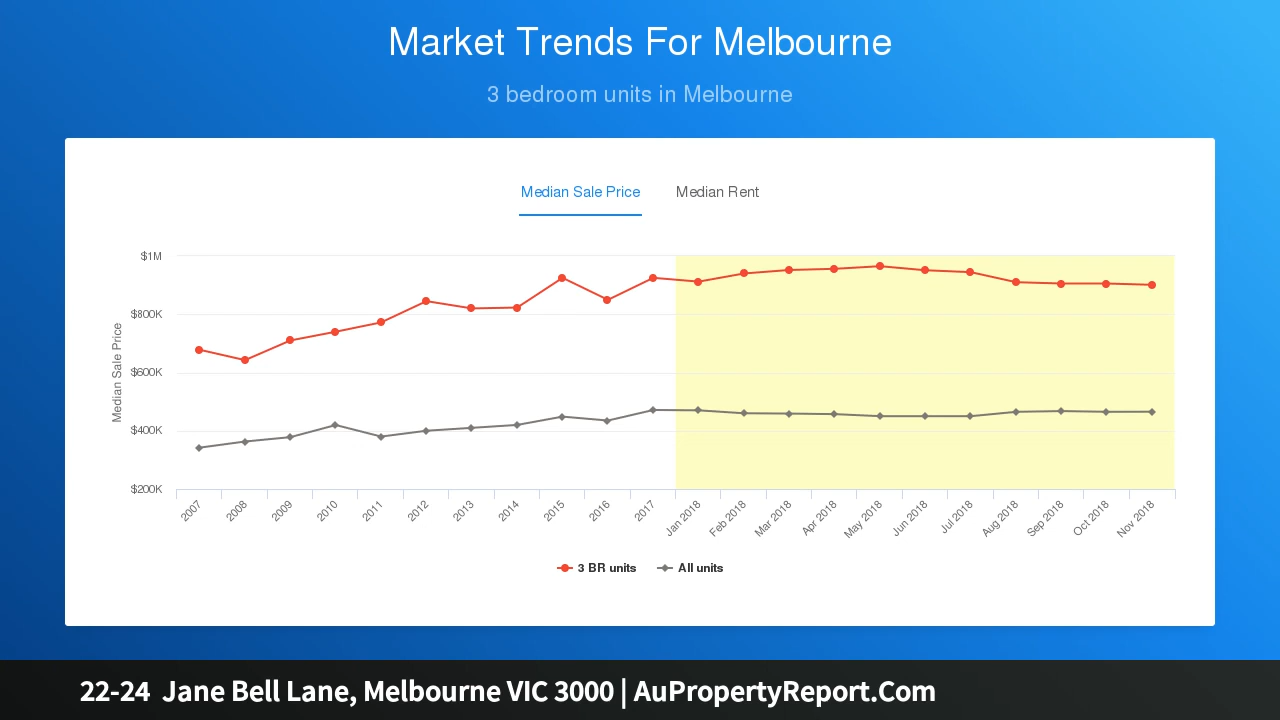 Market Trends For Melbourne
3 bedroom units in Melbourne
Median Sale Price Median Rent
$1M
$800K
$600K
$400K
$200K
Median Sale Price
2007 2008 2009 2010 2011 2012 2013 2014 2015 2016 2017 Jan 2018 Feb 2018 Mar 2018 Apr 2018 May 2018 Jun 2018 Jul 2018 Aug 2018 Sep 2018 Oct 2018 Nov 2018
3 BR units All units
22-24 Jane Bell Lane, Melbourne VIC 3000 | AuPropertyReport.Com